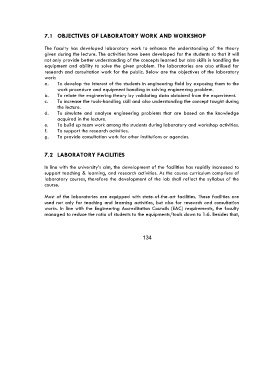 7.1 OBJECTIVES OF LABORATORY WORK AND WORKSHOP
The faculty has developed laboratory work to enhance the understanding of the theory
given during the lecture. The activities have been developed for the students so that it will
not only provide better understanding of the concepts learned but also skills in handling the
equipment and ability to solve the given problem. The laboratories are also utilised for
research and consultation work for the public. Below are the objectives of the laboratory
work:
a. To develop the interest of the students in engineering field by exposing them to the
work procedure and equipment handling in solving engineering problem.
b. To relate the engineering theory by validating data obtained from the experiment.
c. To increase the tools-handling skill and also understanding the concept taught during
the lecture.
d. To simulate and analyse engineering problems that are based on the knowledge
acquired in the lecture.
e. To build up team work among the students during laboratory and workshop activities.
f. To support the research activities.
g. To provide consultation work for other institutions or agencies.
7.2 LABORATORY FACILITIES
In line with the university's aim, the development of the facilities has rapidly increased to
support teaching & learning, and research activities. As the course curriculum comprises of
laboratory courses, therefore the development of the lab shall reflect the syllabus of the
course.
Most of the laboratories are equipped with state-of-the-art facilities. These facilities are
used not only for teaching and learning activities, but also for research and consultation
works. In line with the Engineering Accreditation Councils (EAC) requirements, the faculty
managed to reduce the ratio of students to the equipments/tools down to 1:6. Besides that,
134